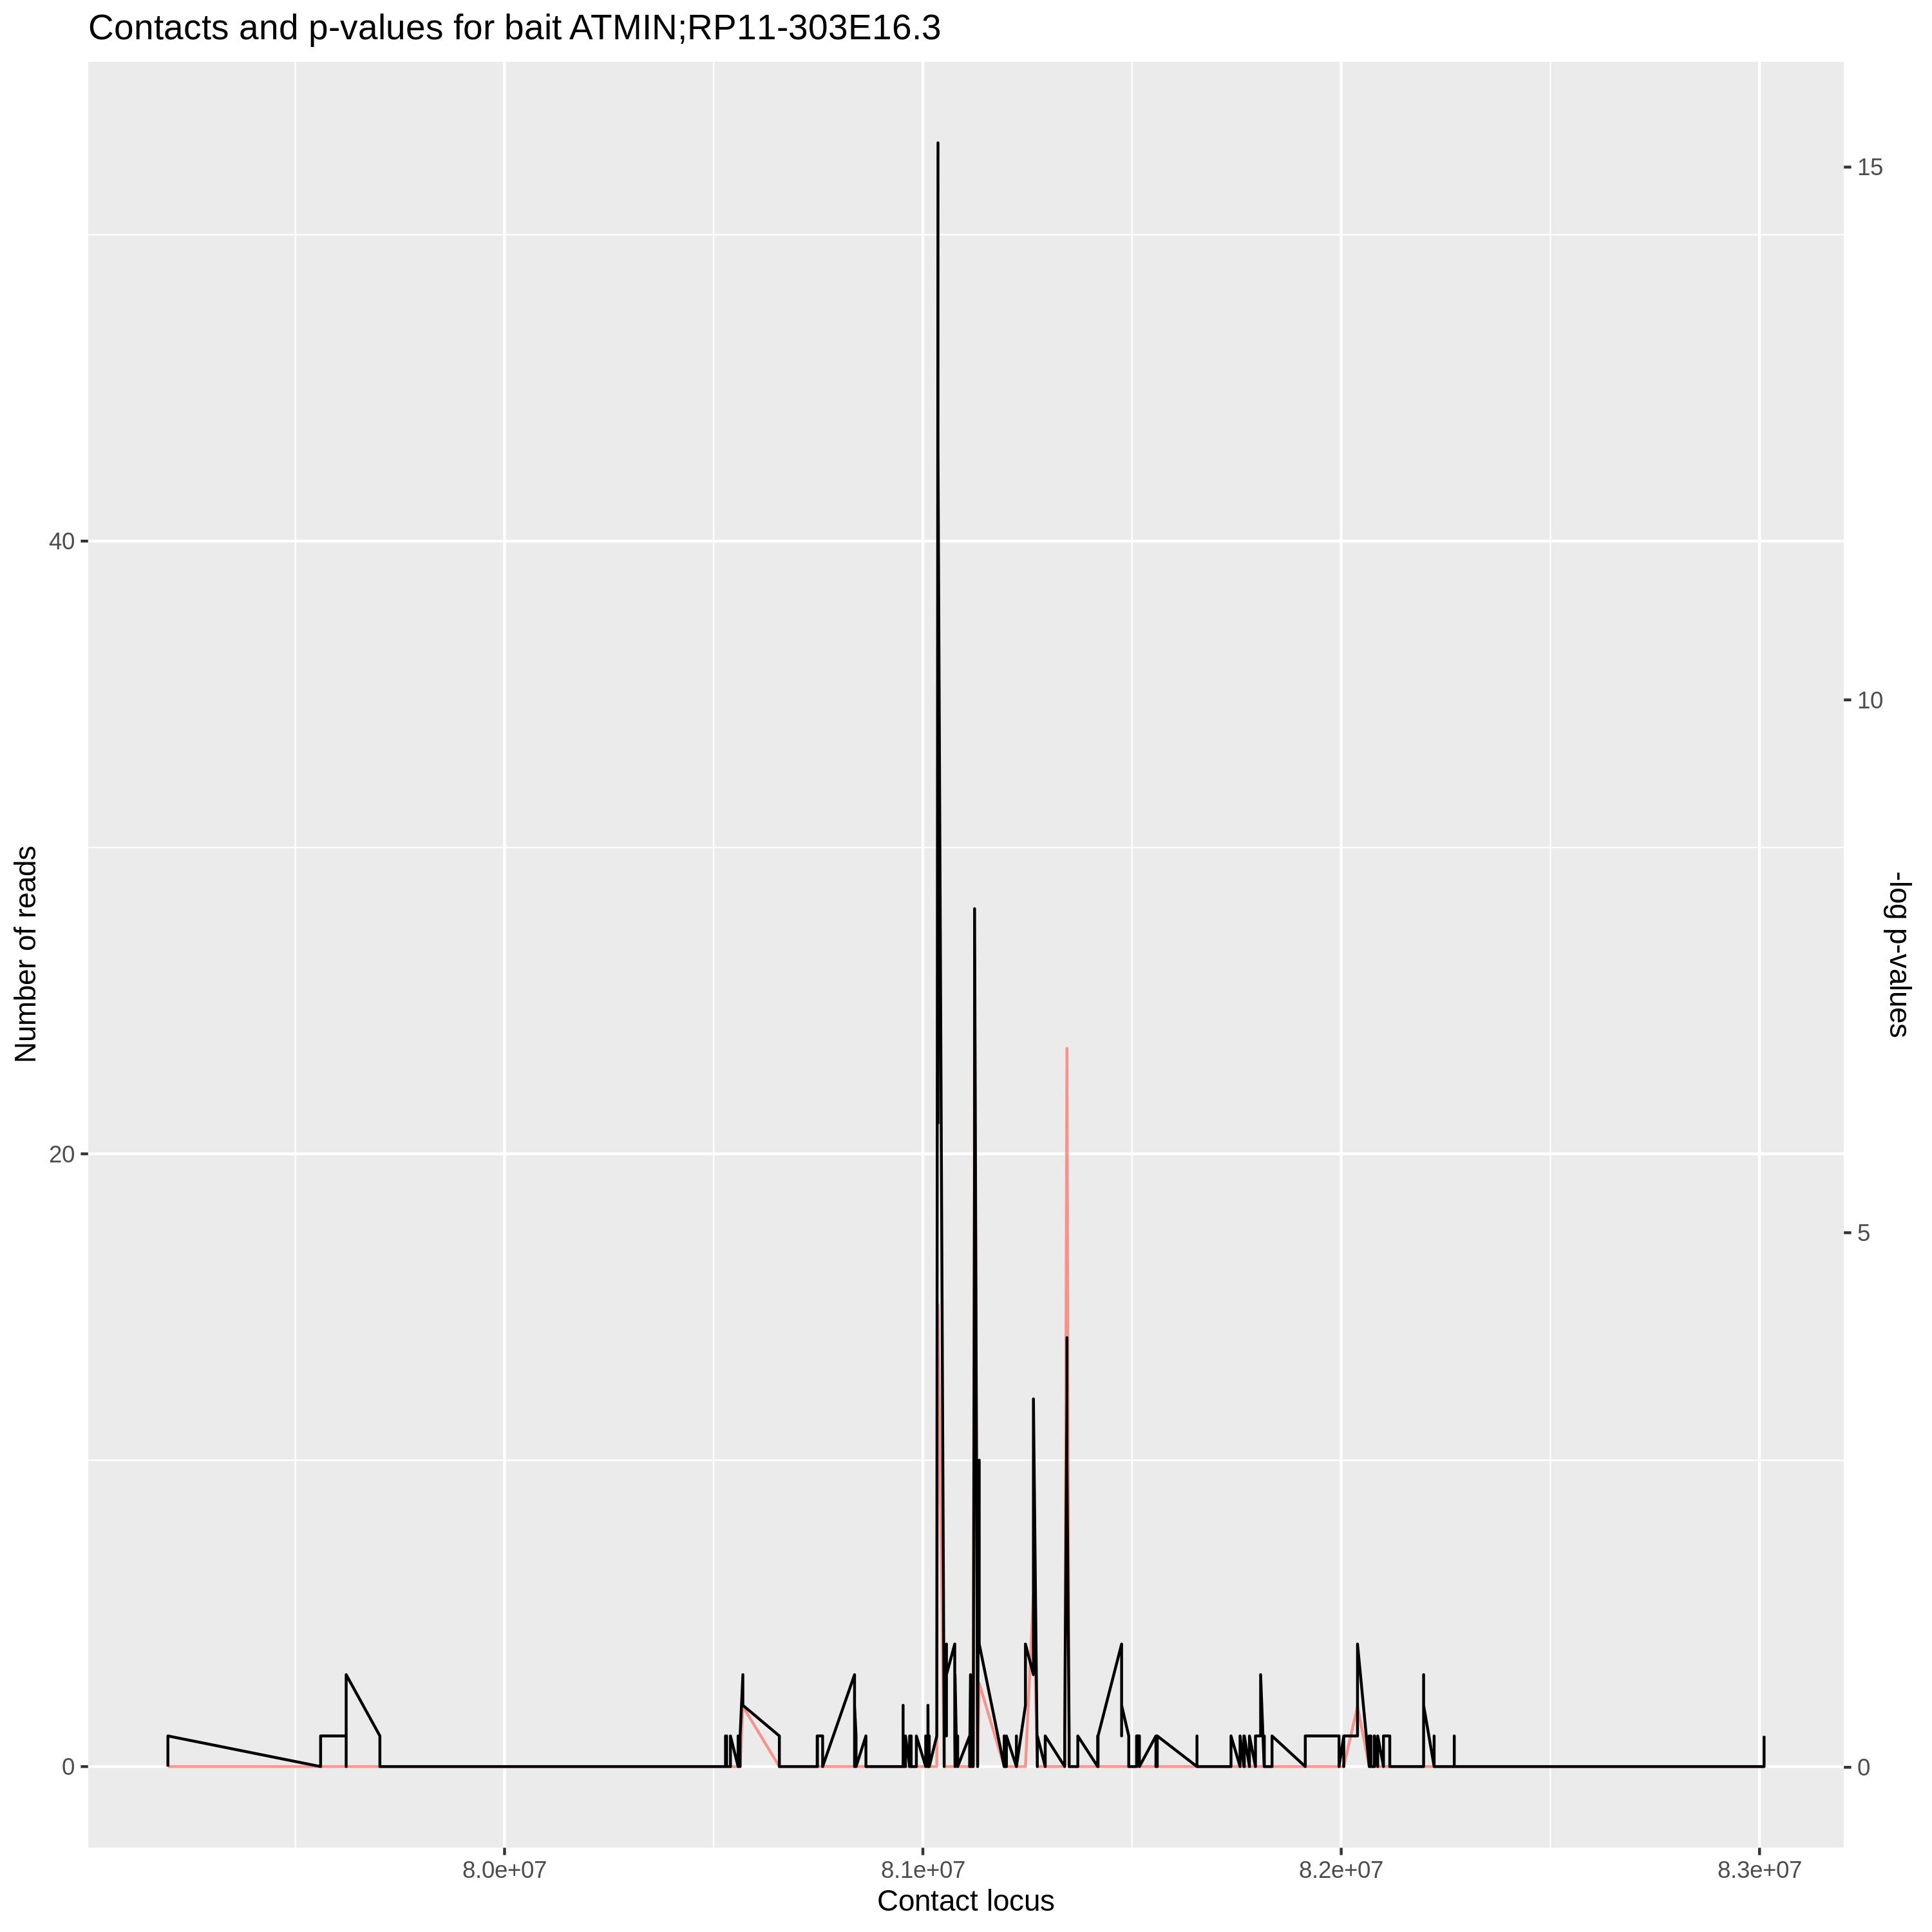 Contacts and p-values for bait ATMIN;RP11-303E16.3
Number of reads
40
20
0
15
10
5
0
-log p-values
8.0e+07 8.1e+07 8.2e+07 8.3e+07
Contact locus